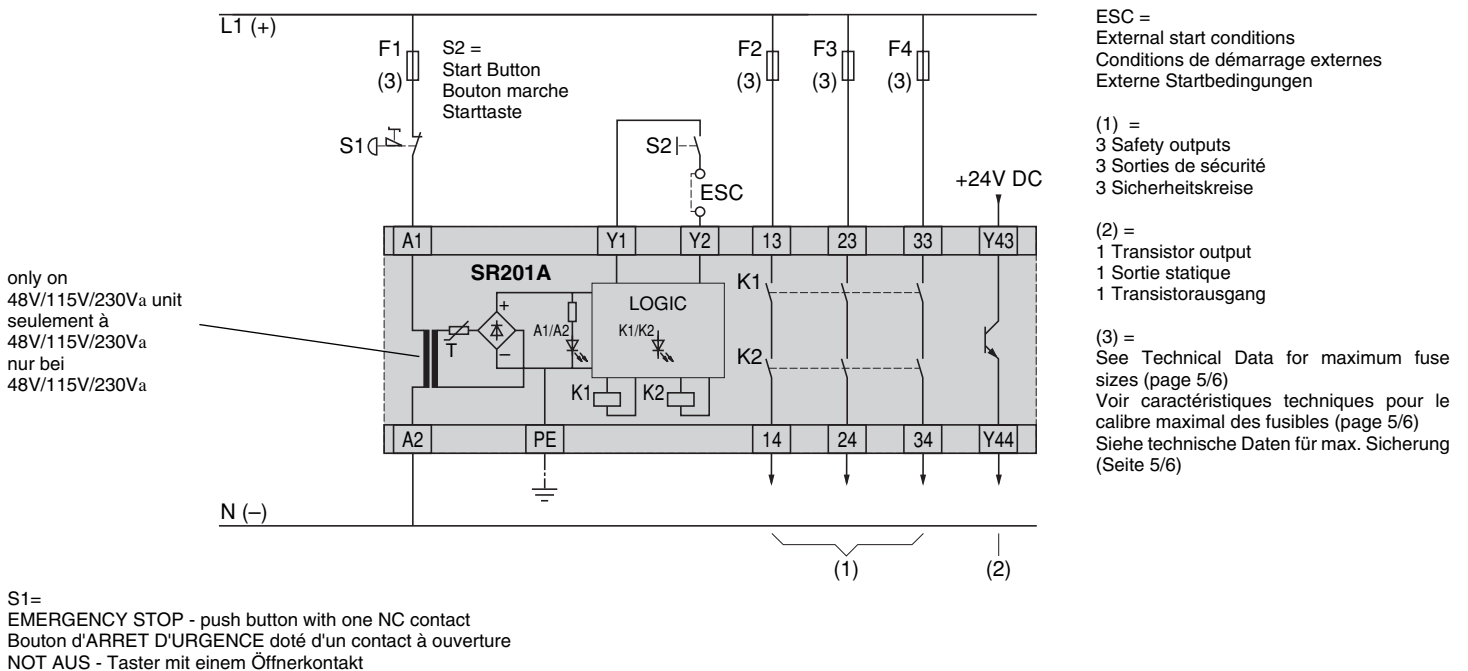 L1 (+)
F1
(3)
S2 =
Start Button
Bouton marche
Starttaste
F2
(3)
F3
(3)
F4
(3)
S1
S2
ESC
+24V DC
A1
Y1
Y2
13
23
33
Y43
SR201A
K1
LOGIC
+
A1/A2
K1/K2
T
–
K2
K1
K2
A2
PE
14
24
34
Y44
N (–)
(1)
(2)
only on
48V/115V/230Va unit
seulement à
48V/115V/230Va
nur bei
48V/115V/230Va
ESC =
External start conditions
Conditions de démarrage externes
Externe Startbedingungen
(1) =
3 Safety outputs
3 Sorties de sécurité
3 Sicherheitskreise
(2) =
1 Transistor output
1 Sortie statique
1 Transistorausgang
(3) =
See Technical Data for maximum fuse
sizes (page 5/6)
Voir caractéristiques techniques pour le
calibre maximal des fusibles (page 5/6)
Siehe technische Daten für max. Sicherung
(Seite 5/6)
S1=
EMERGENCY STOP - push button with one NC contact
Bouton d'ARRET D'URGENCE doté d'un contact à ouverture
NOT AUS - Taster mit einem Öffnerkontakt